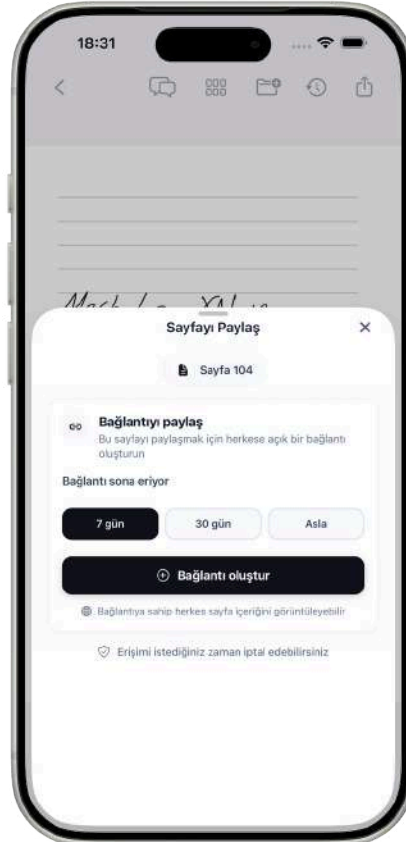 18:31
Sayfayı Paylaş
Sayfa 104
Bağlantıyı paylaş
Bu sayfayı paylaşmak için herkese açık bir bağlantı
oluşturun
Bağlantı sona eriyor
7 gün 30 gün Asla
Bağlantı oluştur
Bağlantıya sahip herkes sayfa içeriğini görüntüleyebilir
Erişimi istediğiniz zaman iptal edebilirsiniz